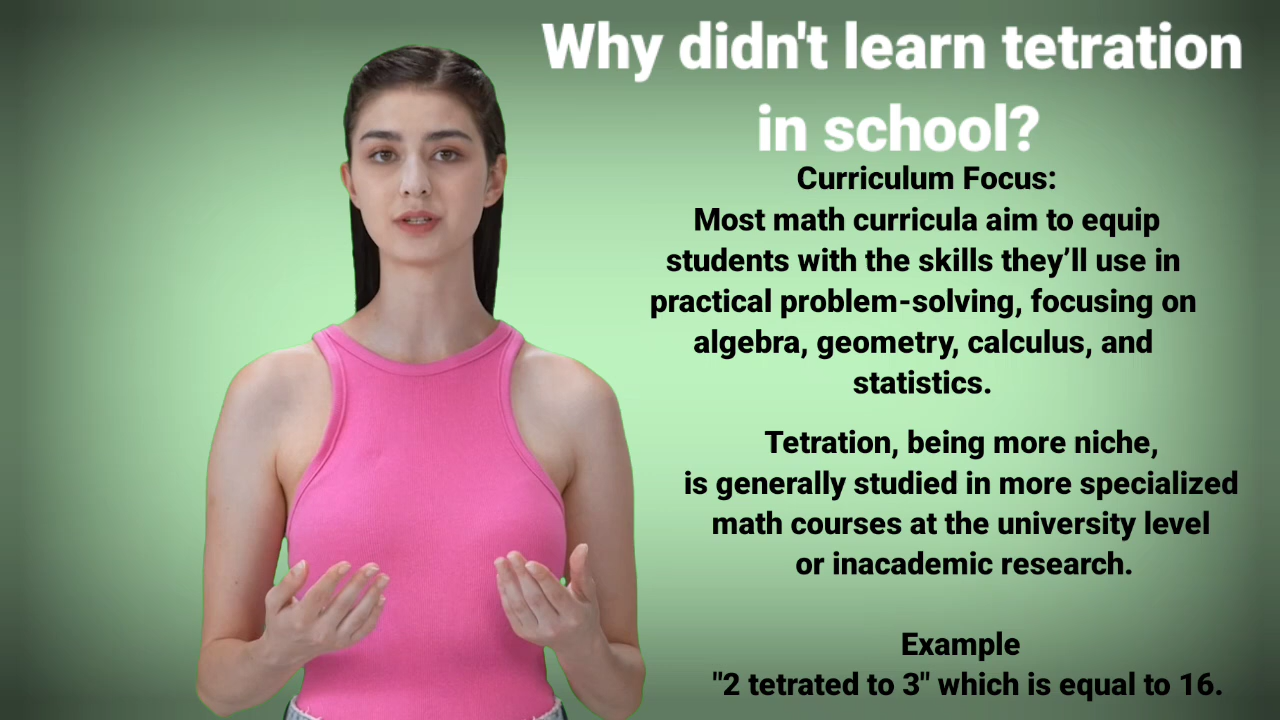 Why didn't learn tetration
in school?
Curriculum Focus:
Most math curricula aim to equip
students with the skills they’ll use in
practical problem-solving, focusing on
algebra, geometry, calculus, and
statistics.
Tetration, being more niche,
is generally studied in more specialized
math courses at the university level
or inacademic research.
Example
"2 tetrated to 3" which is equal to 16.